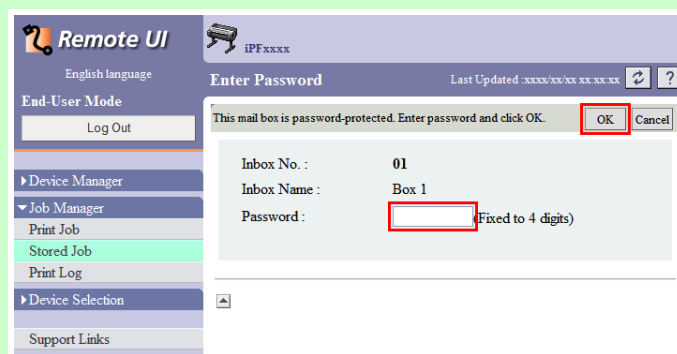 Remote UI
English language
End-User Mode
Log Out
Device Manager
Job Manager
Print Job
Stored Job
Print Log
Device Selection
Support Links
iPFxxxx
Enter Password
Last Updated :xxxx/xx/xx xx:xx:xx
?
This mail box is password-protected. Enter password and click OK.
OK
Cancel
Inbox No. : 01
Inbox Name : Box 1
Password : (Fixed to 4 digits)